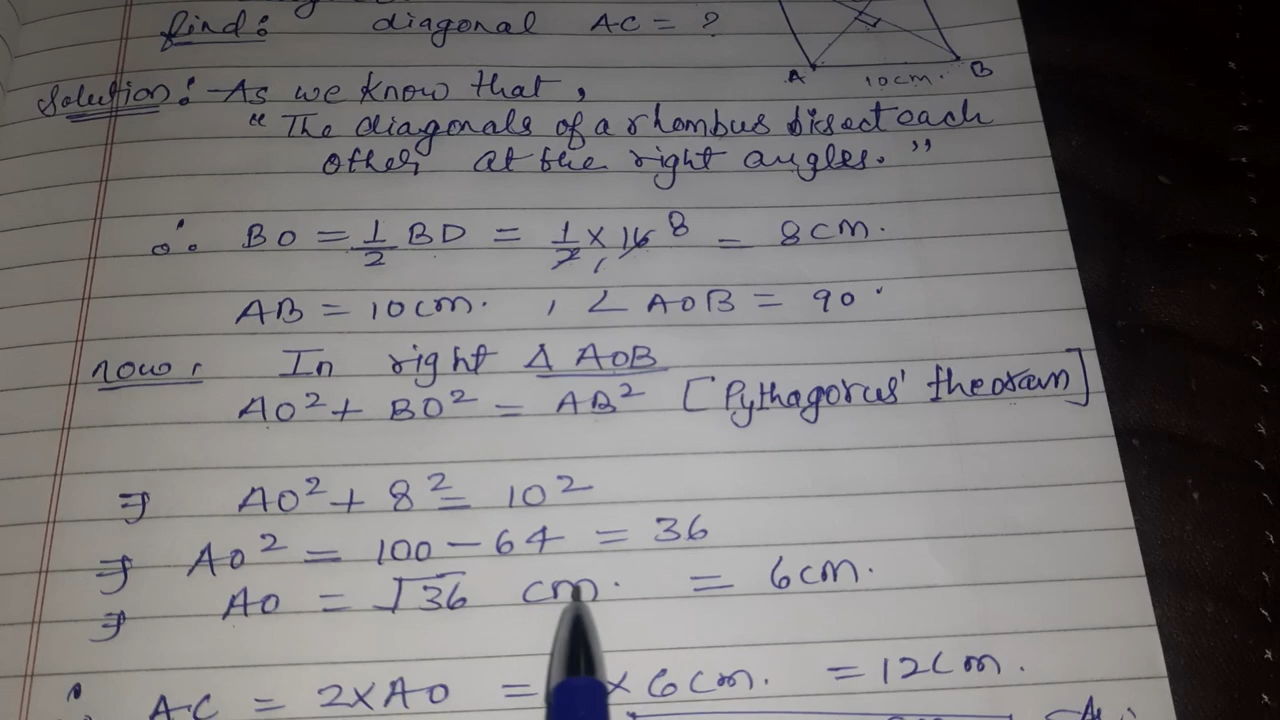 find: diagonal AC = ?
A 10cm. B
Solution: - As we know that,
" The diagonals of a rhombus bisect each
other at the right angles. "
∴ BO = 1/2 BD = 1/2 × 16 8 = 8cm.
AB = 10cm. , ∠AOB = 90°
now, In right Δ AOB
AO² + BO² = AB² [Pythagorus' theoram]
⇒ AO² + 8² = 10²
⇒ AO² = 100 - 64 = 36
⇒ AO = √36 cm. = 6cm.
∴ AC = 2×AO = × 6cm. = 12cm.